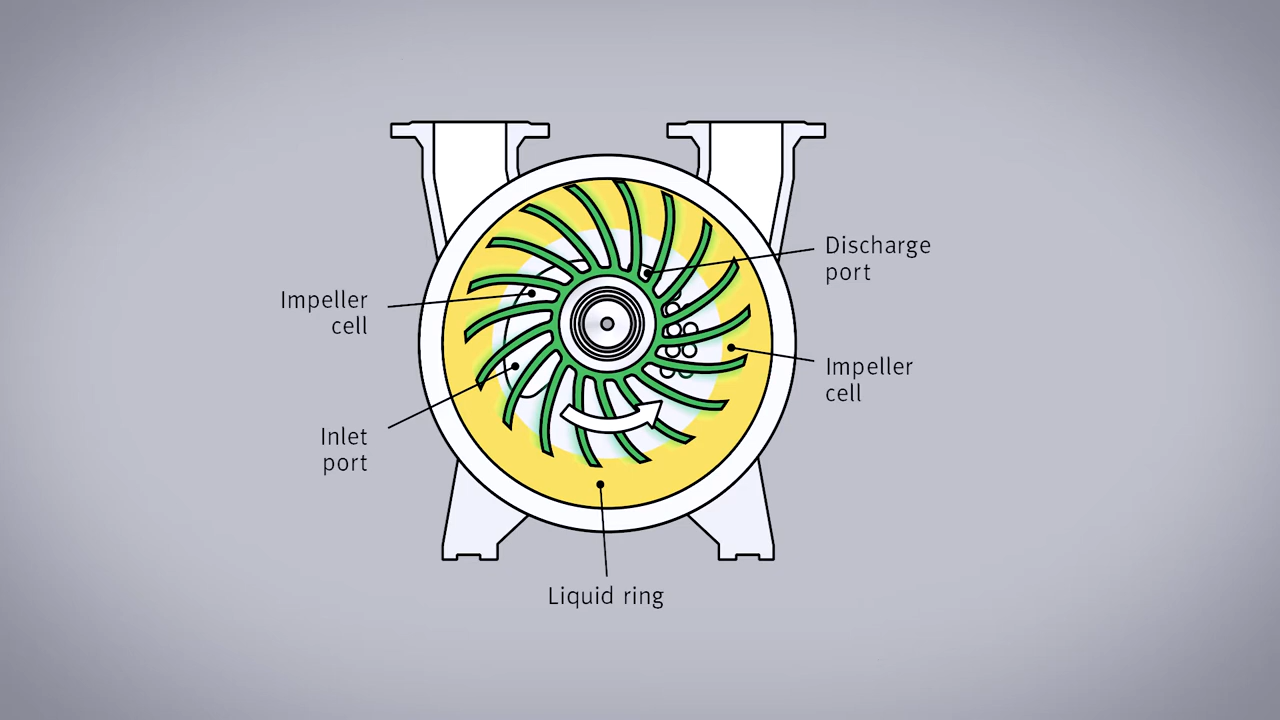 Discharge
port
Impeller
cell
Impeller
cell
Inlet
port
Liquid ring